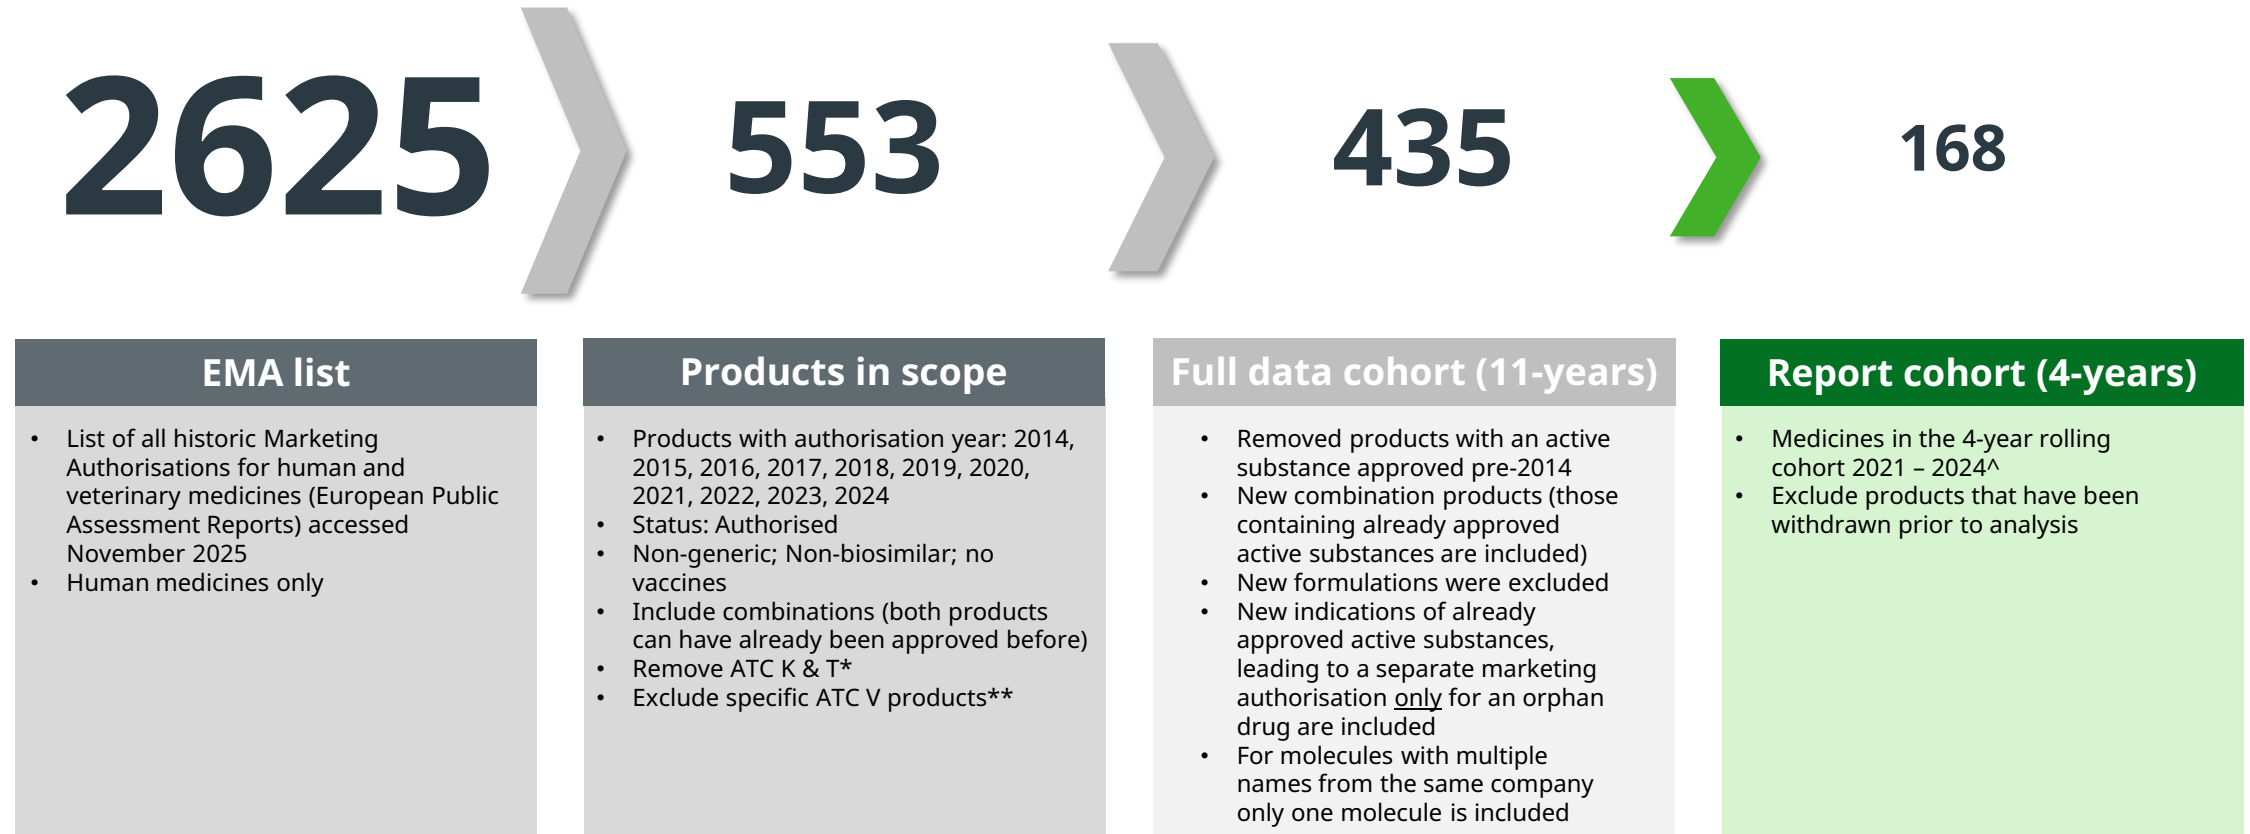 2625
553
435
168
EMA list
• List of all historic Marketing
Authorisations for human and
veterinary medicines (European Public
Assessment Reports) accessed
November 2025
• Human medicines only
Products in scope
• Products with authorisation year: 2014,
2015, 2016, 2017, 2018, 2019, 2020,
2021, 2022, 2023, 2024
• Status: Authorised
• Non-generic; Non-biosimilar; no
vaccines
• Include combinations (both products
can have already been approved before)
• Remove ATC K & T*
• Exclude specific ATC V products**
Full data cohort (11-years)
• Removed products with an active
substance approved pre-2014
• New combination products (those
containing already approved
active substances are included)
• New formulations were excluded
• New indications of already
approved active substances,
leading to a separate marketing
authorisation only for an orphan
drug are included
• For molecules with multiple
names from the same company
only one molecule is included
Report cohort (4-years)
• Medicines in the 4-year rolling
cohort 2021 – 2024^
• Exclude products that have been
withdrawn prior to analysis